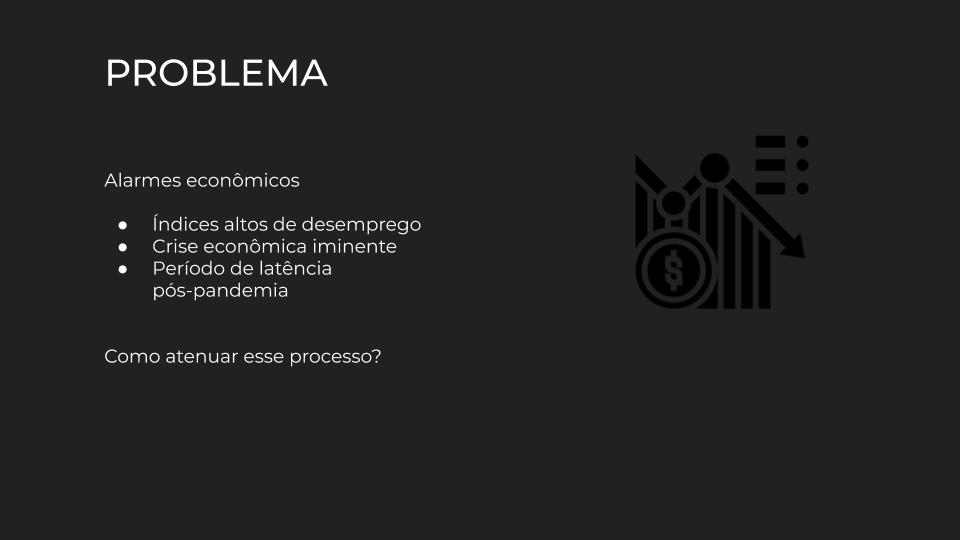 PROBLEMA
Alarmes econômicos
● Índices altos de desemprego
● Crise econômica iminente
● Período de latência
pós-pandemia
Como atenuar esse processo?
$